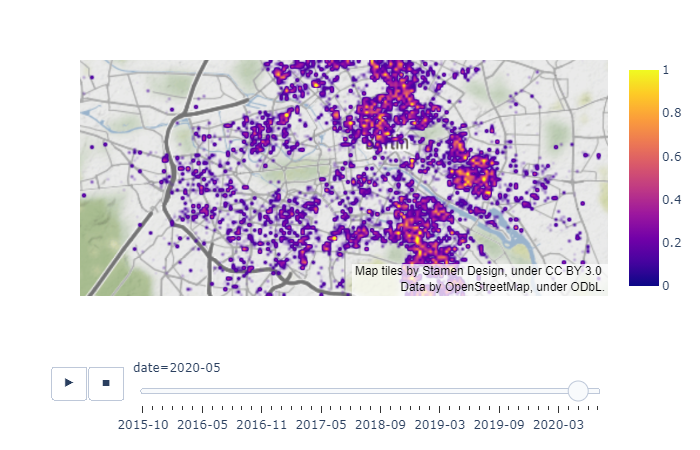 Berlin
1
0.8
0.6
0.4
0.2
0
Map tiles by Stamen Design, under CC BY 3.0
Data by OpenStreetMap, under ODbL.
date=2020-05
2015-10 2016-05 2016-11 2017-05 2018-09 2019-03 2019-09 2020-03